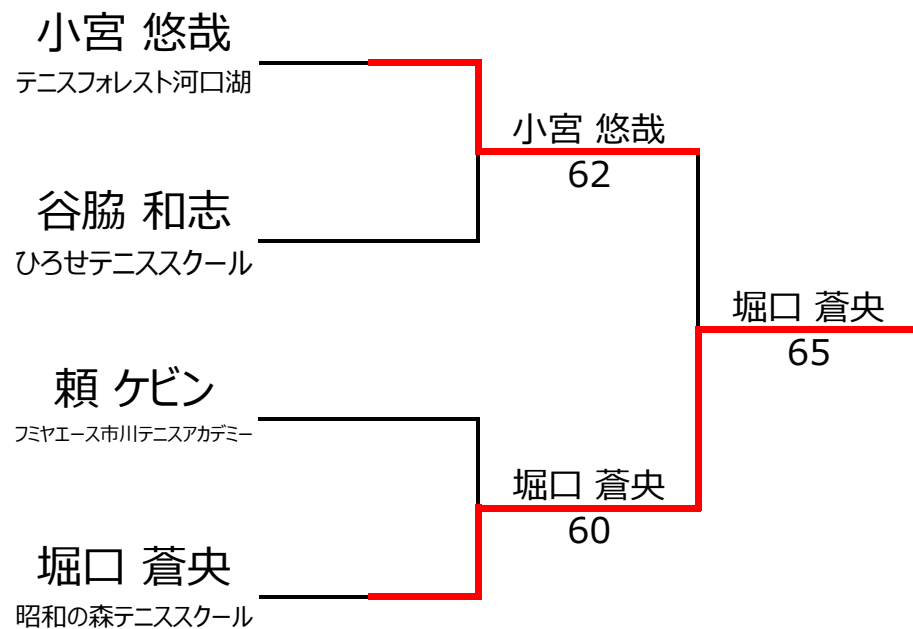 小宮 悠哉
テニスフォレスト河口湖
小宮 悠哉
62
谷脇 和志
ひろせテニススクール
堀口 蒼央
65
頼 ケビン
フミヤエース市川テニスアカデミー
堀口 蒼央
60
堀口 蒼央
昭和の森テニススクール